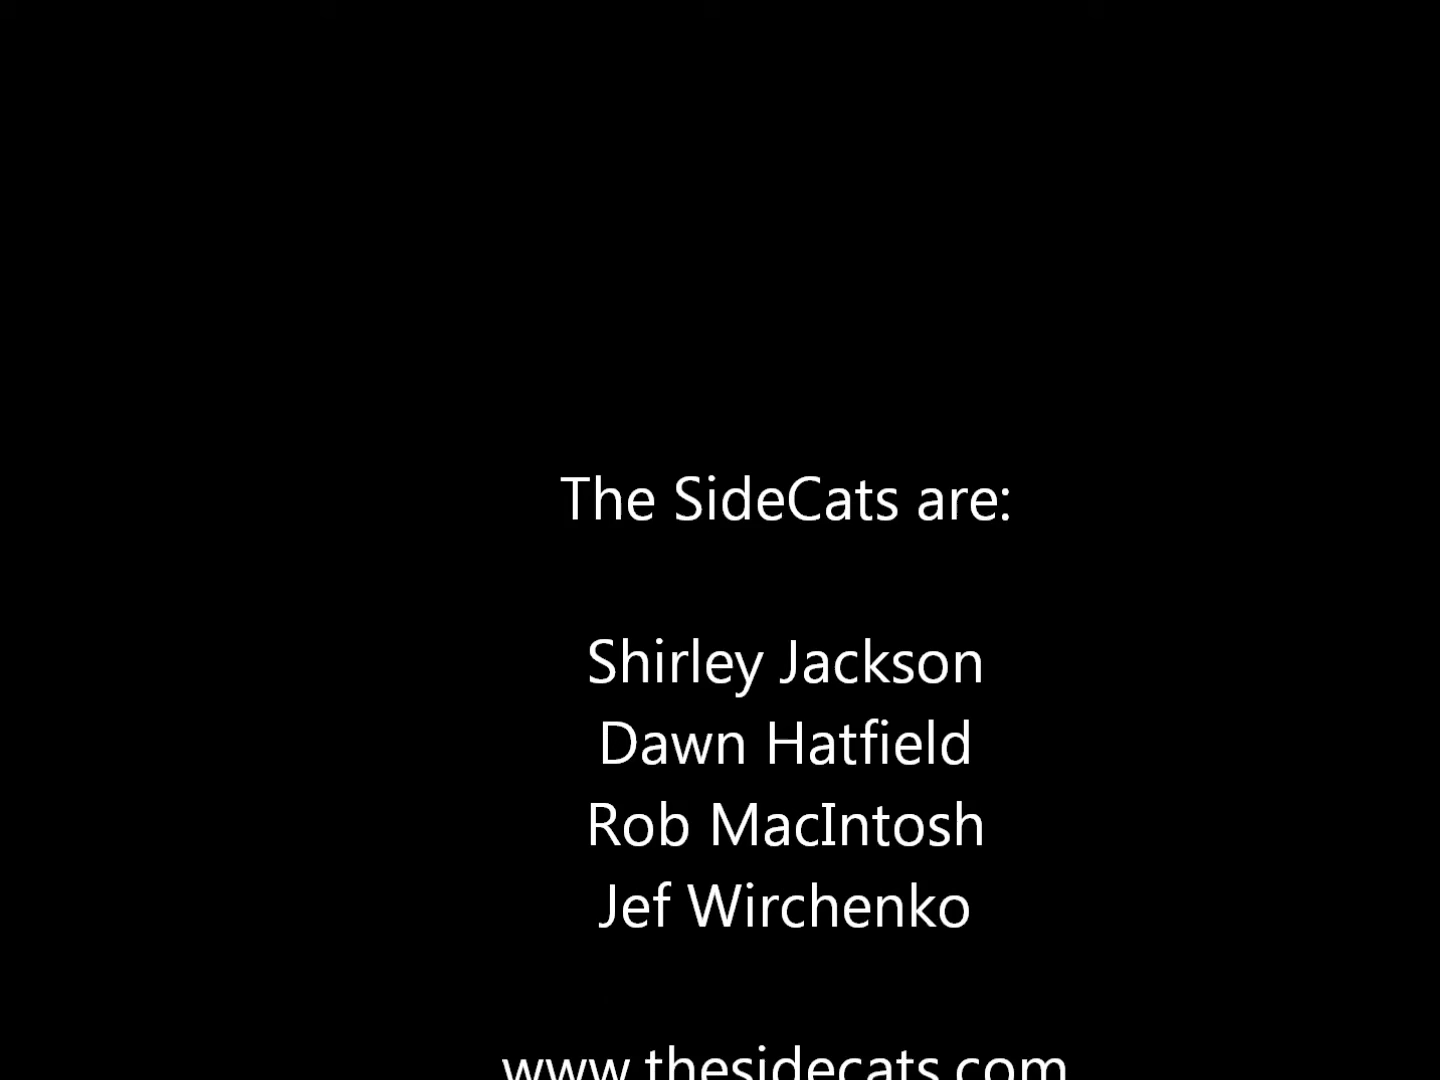 The SideCats are:
Shirley Jackson
Dawn Hatfield
Rob MacIntosh
Jef Wirchenko
www.thesidecats.com